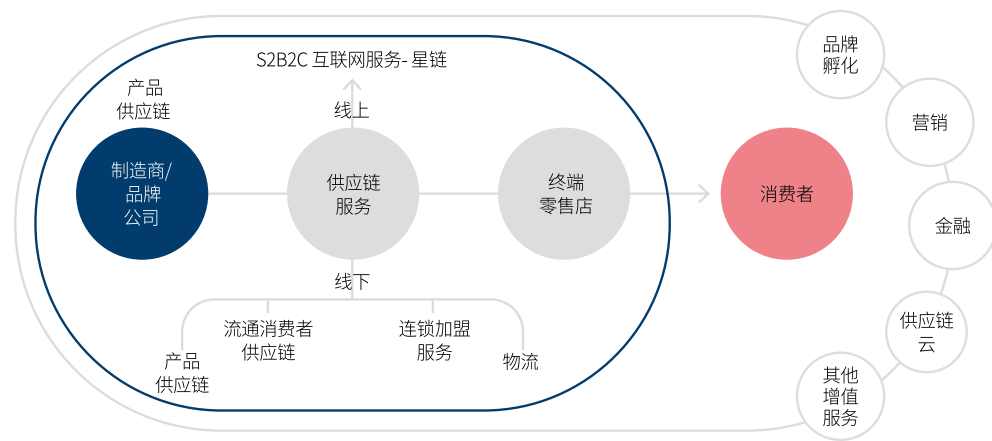 S2B2C 互联网服务- 星链
产品
供应链
线上
制造商/
品牌
公司
供应链
服务
终端
零售店
消费者
线下
流通消费者
供应链
连锁加盟
服务
产品
供应链
物流
品牌
孵化
营销
金融
供应链
云
其他
增值
服务